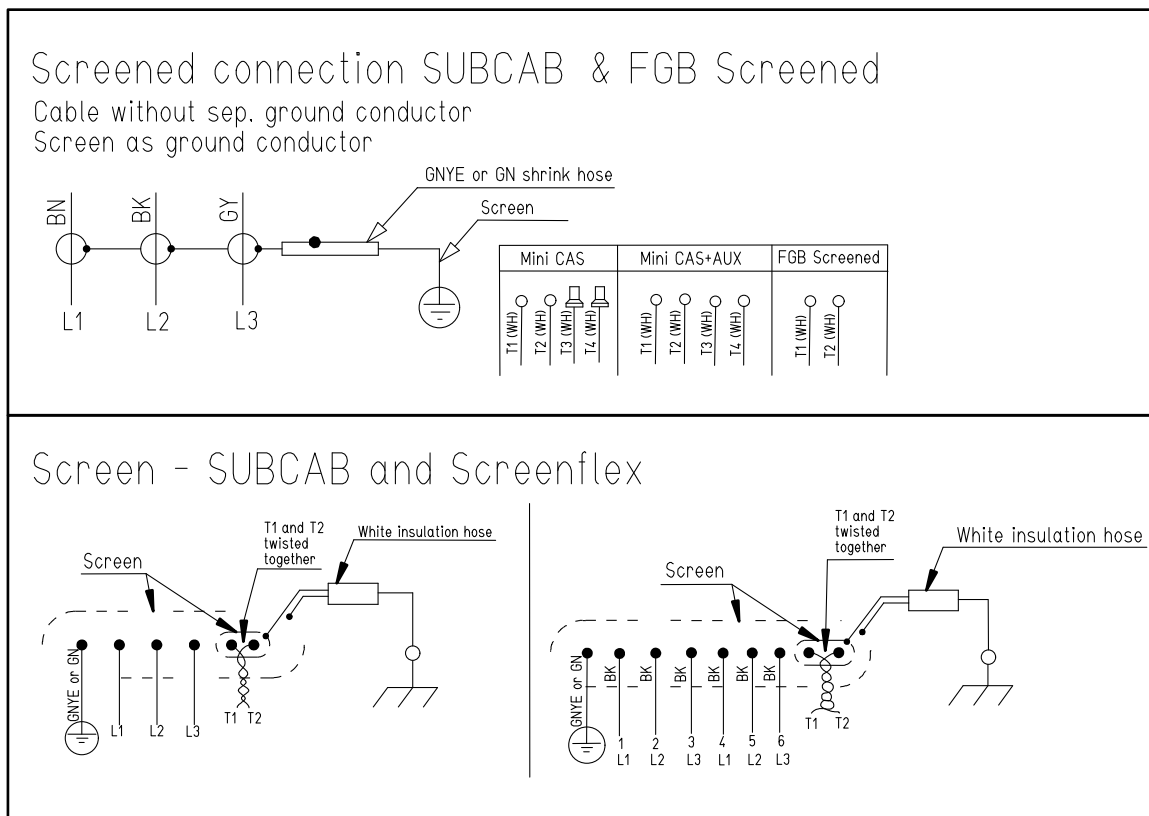 Screened connection SUBCAB & FGB Screened
Cable without sep. ground conductor
Screen as ground conductor
GNYE or GN shrink hose
Screen
BN
BK
GY
L1
L2
L3
Mini CAS
Mini CAS+AUX
FGB Screened
T1 (WH)
T2 (WH)
T3 (WH)
T4 (WH)
T1 (WH)
T2 (WH)
T3 (WH)
T4 (WH)
T1 (WH)
T2 (WH)
Screen - SUBCAB and Screenflex
T1 and T2
twisted
together
White insulation hose
Screen
GNYE or GN
L1
L2
L3
T1 T2
T1 and T2
twisted
together
White insulation hose
Screen
GNYE or GN
BK
BK
BK
BK
BK
BK
1 2 3 4 5 6
L1 L2 L3 L1 L2 L3
T1 T2